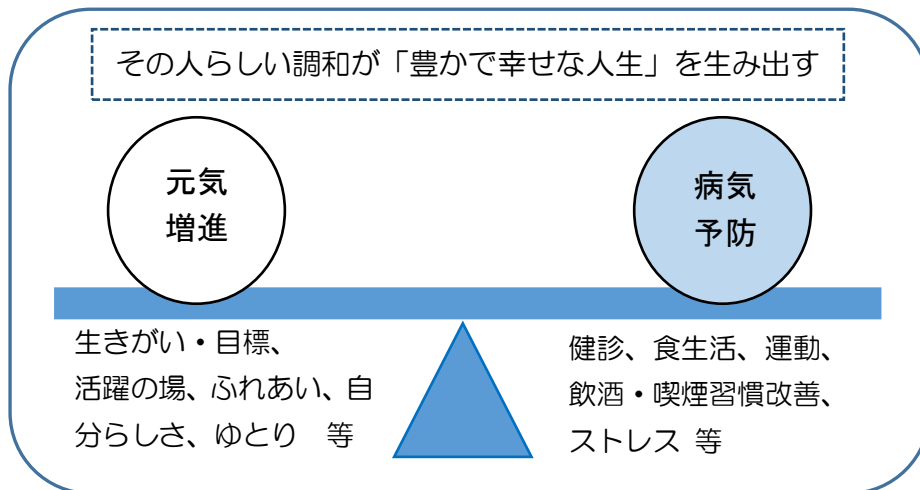 その人らしい調和が「豊かで幸せな人生」を生み出す
元気
増進
病気
予防
生きがい・目標、
活躍の場、ふれあい、自
分らしさ、ゆとり　等
健診、食生活、運動、
飲酒・喫煙習慣改善、
ストレス 等